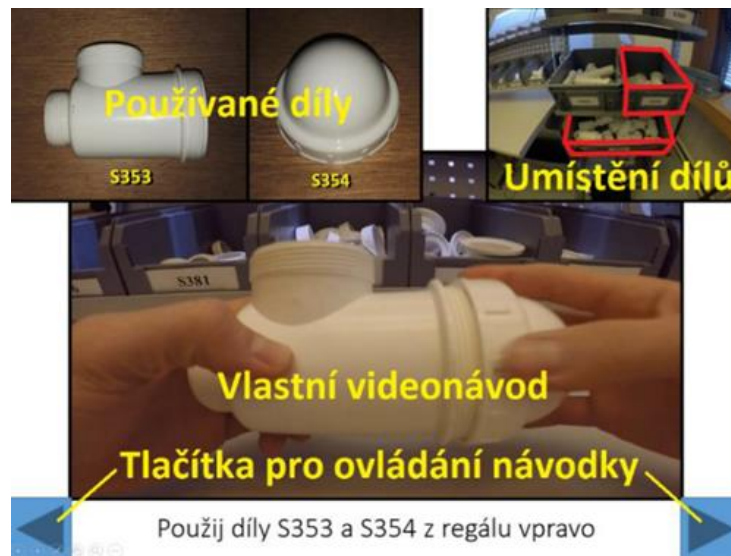 Používané díly
S353
S354
Umístění dílů
S381
Vlastní videonávod
Tlačítka pro ovládání návodky
Použij díly S353 a S354 z regálu vpravo